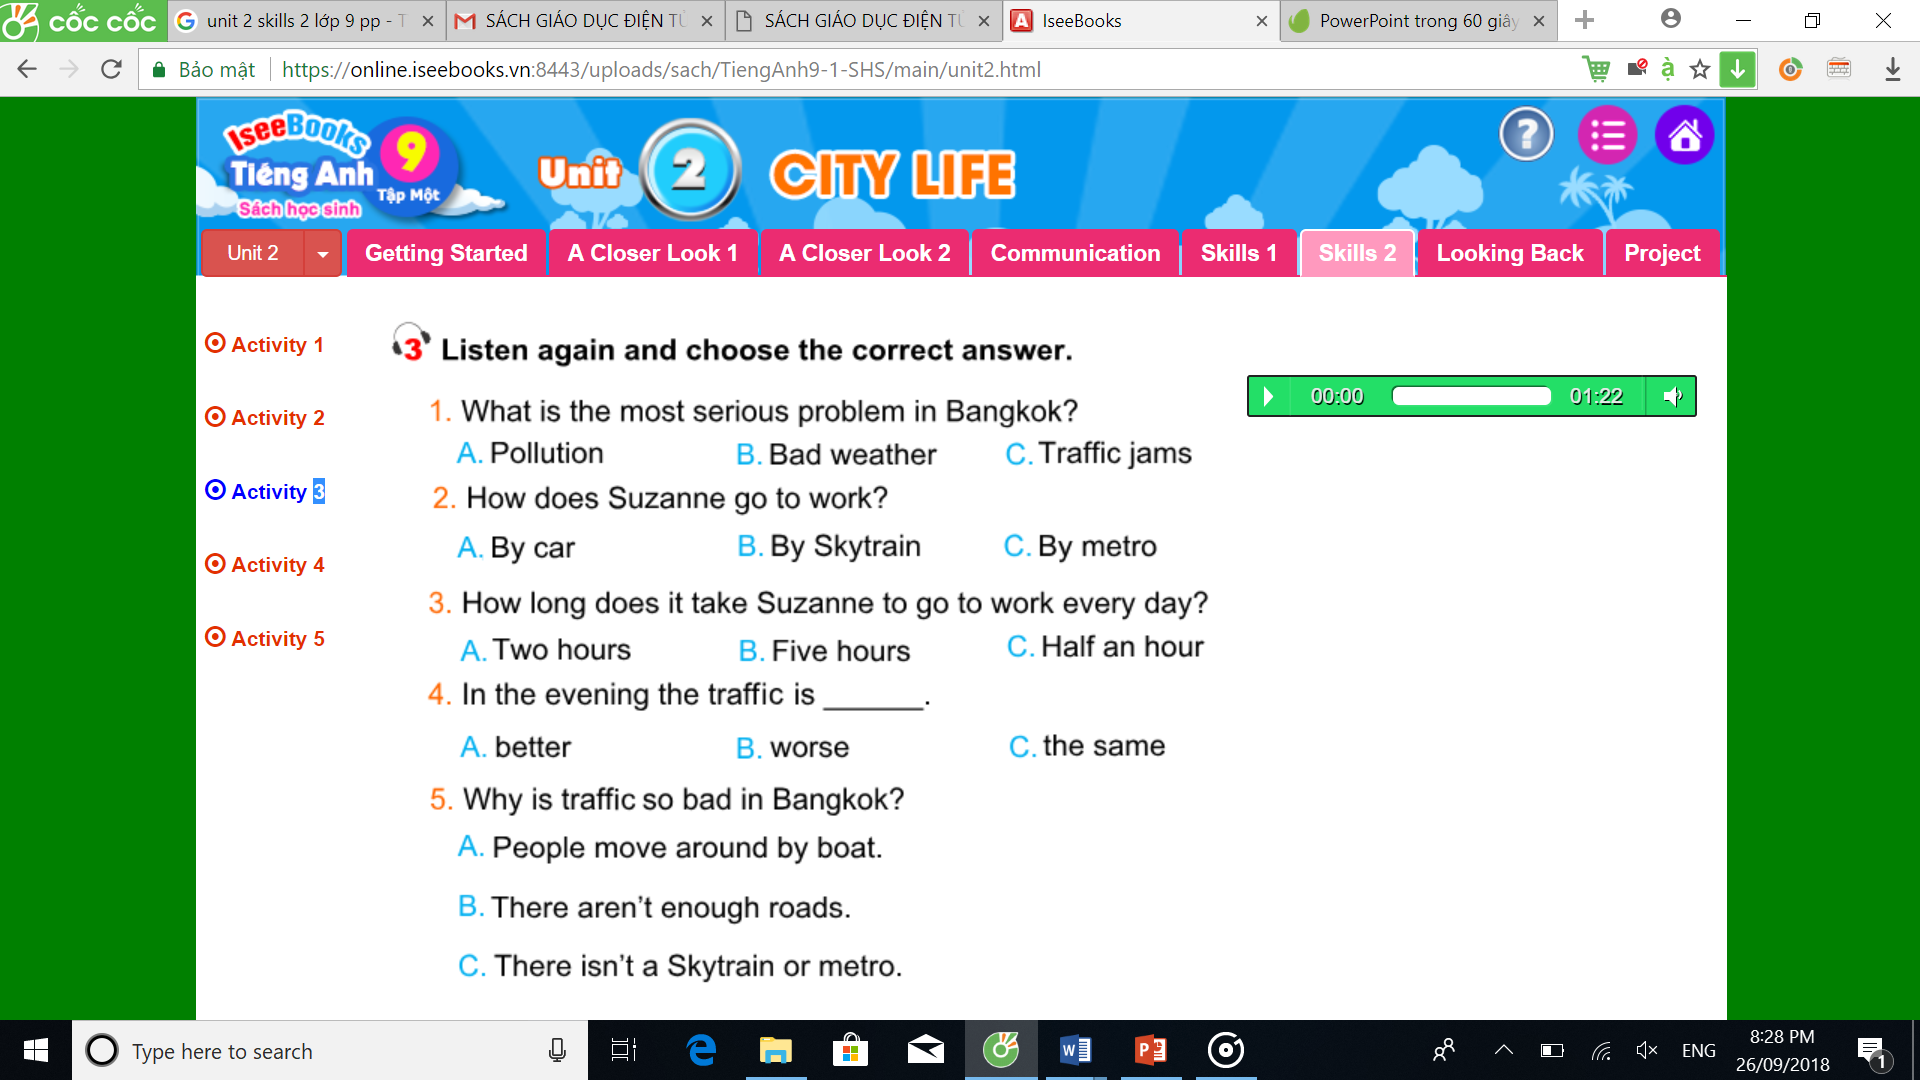 cốc cốc
unit 2 skills 2 lớp 9 pp - T
SÁCH GIÁO DỤC ĐIỆN TỬ
SÁCH GIÁO DỤC ĐIỆN TỬ
IseeBooks
PowerPoint trong 60 giây
Bảo mật
https://online.iseebooks.vn:8443/uploads/sach/TiengAnh9-1-SHS/main/unit2.html
IseeBooks
Tiếng Anh 9
Tập Một
Sách học sinh
Unit 2 CITY LIFE
?
Unit 2
Getting Started
A Closer Look 1
A Closer Look 2
Communication
Skills 1
Skills 2
Looking Back
Project
Activity 1
Activity 2
Activity 3
Activity 4
Activity 5
3 Listen again and choose the correct answer.
00:00
01:22
1. What is the most serious problem in Bangkok?
A. Pollution B. Bad weather C. Traffic jams
2. How does Suzanne go to work?
A. By car B. By Skytrain C. By metro
3. How long does it take Suzanne to go to work every day?
A. Two hours B. Five hours C. Half an hour
4. In the evening the traffic is ______.
A. better B. worse C. the same
5. Why is traffic so bad in Bangkok?
A. People move around by boat.
B. There aren't enough roads.
C. There isn't a Skytrain or metro.
Type here to search
ENG
8:28 PM
26/09/2018
1